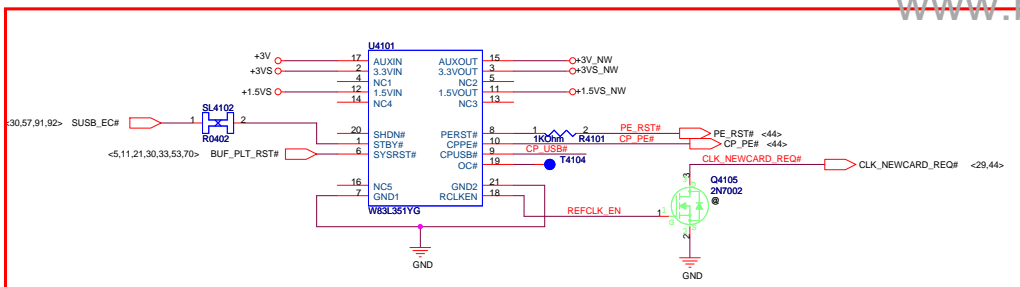 www.
U4101
+3V 17 AUXIN AUXOUT 15 +3V_NW
+3VS 2 3.3VIN 3.3VOUT 3 +3VS_NW
4 NC1 NC2 5
+1.5VS 12 1.5VIN 1.5VOUT 11 +1.5VS_NW
14 NC4 NC3 13
SL4102
<30,57,91,92> SUSB_EC# 1 2
R0402
20 SHDN# PERST# 8 1 2 PE_RST# PE_RST# <44>
1KOhm R4101
1 STBY# CPPE# 10 CP_PE# CP_PE# <44>
<5,11,21,30,33,53,70> BUF_PLT_RST# 6 SYSRST# CPUSB# 9 CP_USB#
OC# 19 T4104
CLK_NEWCARD_REQ# CLK_NEWCARD_REQ# <29,44>
16 NC5 GND2 21
7 GND1 RCLKEN 18
W83L351YG
REFCLK_EN 1
3
Q4105
2N7002
@
G
2
GND
GND